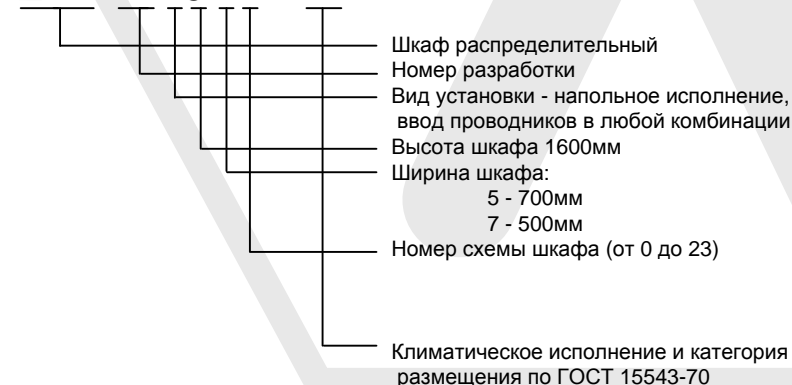 Шкаф распределительный
Номер разработки
Вид установки - напольное исполнение,
ввод проводников в любой комбинации
Высота шкафа 1600мм
Ширина шкафа:
5 - 700мм
7 - 500мм
Номер схемы шкафа (от 0 до 23)
Климатическое исполнение и категория
размещения по ГОСТ 15543-70